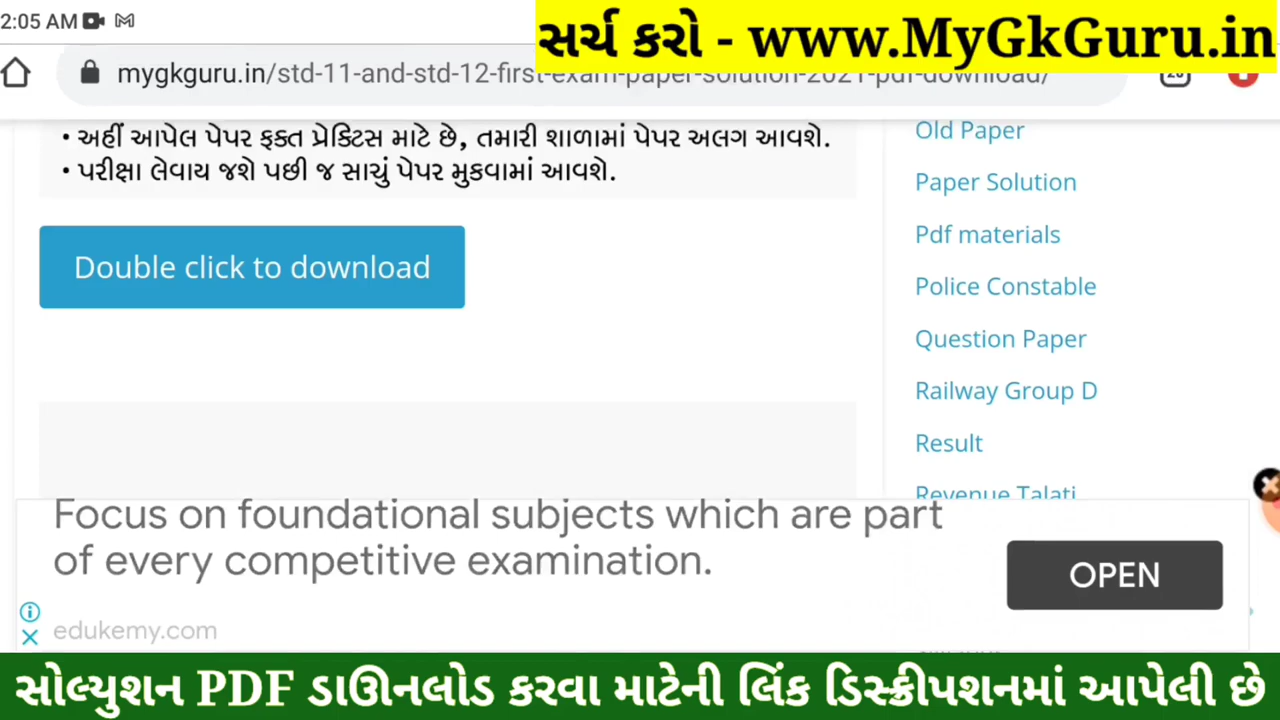 2:05 AM
સર્ચ કરો - www.MyGkGuru.in
mygkguru.in/std-11-and-std-12-first-exam-paper-solution-2021-pdf-download/
• અહીં આપેલ પેપર ફક્ત પ્રેક્ટિસ માટે છે, તમારી શાળામાં પેપર અલગ આવશે.
• પરીક્ષા લેવાય જશે પછી જ સાચું પેપર મુકવામાં આવશે.
Double click to download
Old Paper
Paper Solution
Pdf materials
Police Constable
Question Paper
Railway Group D
Result
Revenue Talati
Focus on foundational subjects which are part
of every competitive examination.
OPEN
edukemy.com
સોલ્યુશન PDF ડાઊનલોડ કરવા માટેની લિંક ડિસ્ક્રીપશનમાં આપેલી છે